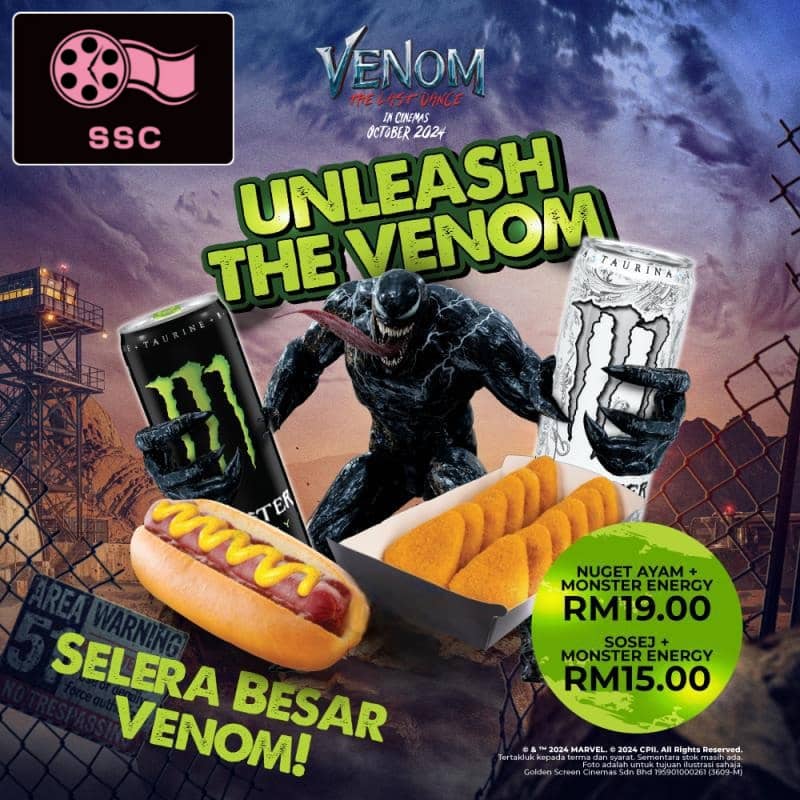 SSC
VENOM
THE LAST DANCE
IN CINEMAS
OCTOBER 2024
UNLEASH
THE VENOM
TAURINE
TAURINA
NUGET AYAM +
MONSTER ENERGY
RM19.00
SOSEJ +
MONSTER ENERGY
RM15.00
AREA
51
WARNING
NO TRESPASSING
SELERA BESAR
VENOM!
© & ™ 2024 MARVEL. © 2024 CPII. All Rights Reserved.
Tertakluk kepada terma dan syarat. Sementara stok masih ada.
Foto adalah untuk tujuan ilustrasi sahaja.
Golden Screen Cinemas Sdn Bhd 195901000261 (3609-M)